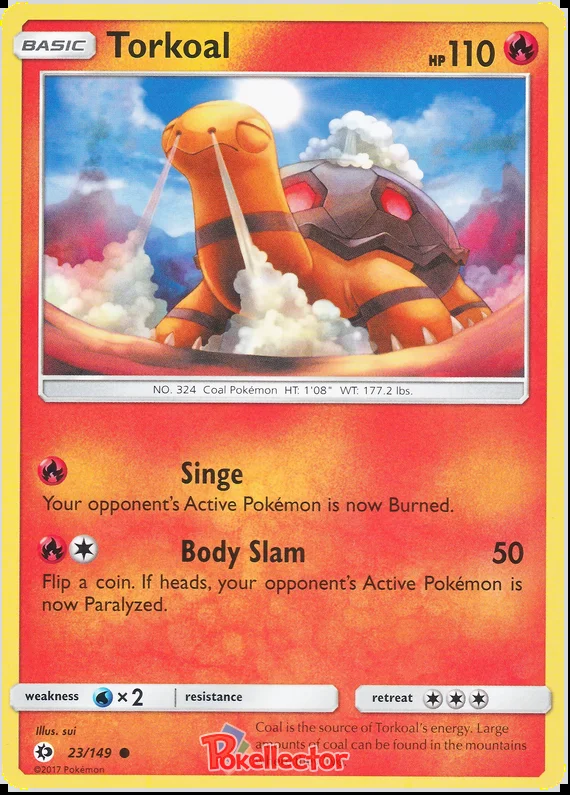 BASIC Torkoal HP 110
NO. 324 Coal Pokémon HT: 1'08" WT: 177.2 lbs.
Singe
Your opponent's Active Pokémon is now Burned.
Body Slam 50
Flip a coin. If heads, your opponent's Active Pokémon is
now Paralyzed.
weakness ×2 resistance retreat
Illus. sui
23/149
©2017 Pokémon
Coal is the source of Torkoal's energy. Large
amounts of coal can be found in the mountains
Pokellector